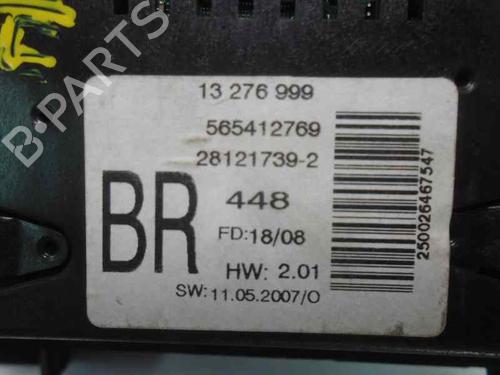 13 276 999
565412769
28121739-2
BR
448
FD:18/08
HW: 2.01
SW: 11.05.2007/O
250026467547
B-PARTS